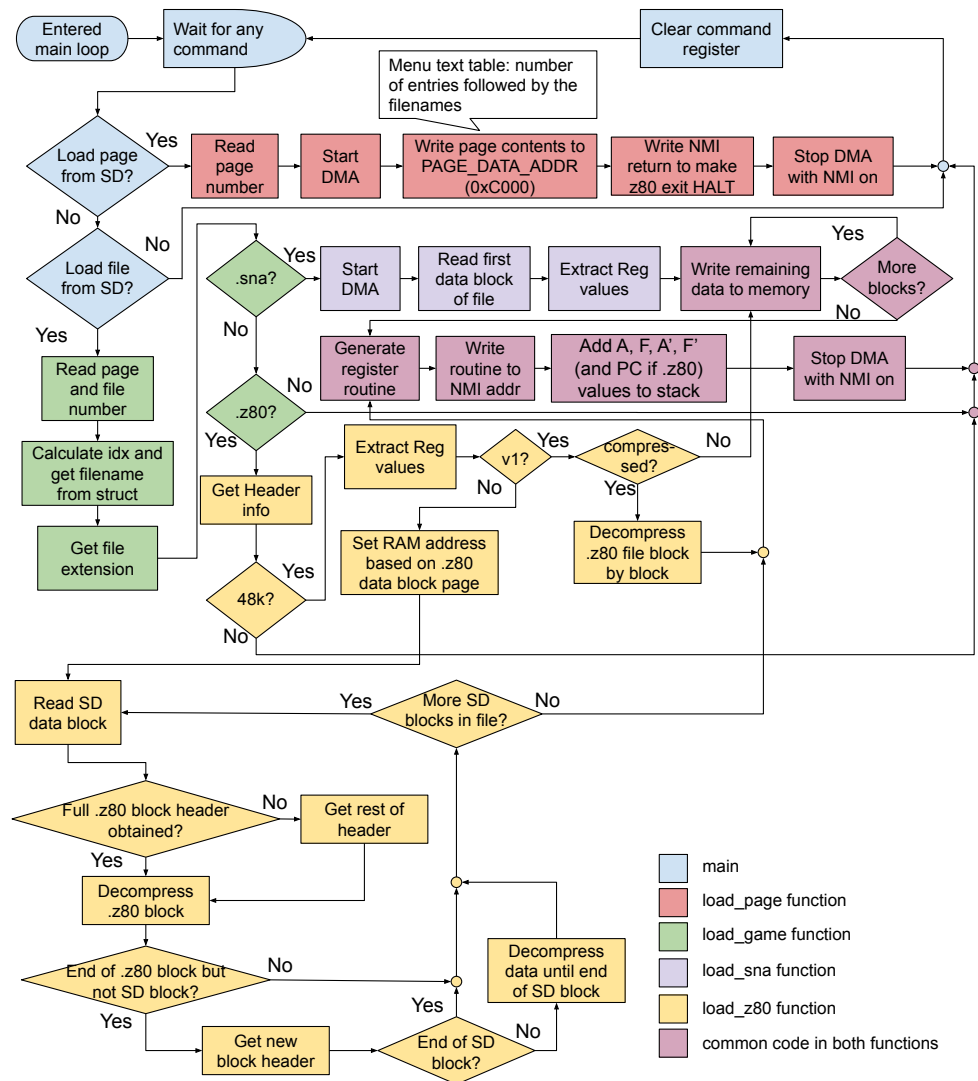 Entered
main loop
Wait for any
command
Clear command
register
Menu text table: number
of entries followed by the
filenames
Load page
from SD?
Yes
No
Read
page
number
Start
DMA
Write page contents to
PAGE_DATA_ADDR
(0xC000)
Write NMI
return to make
z80 exit HALT
Stop DMA
with NMI on
Load file
from SD?
No
Yes
.sna?
Yes
No
Start
DMA
Read first
data block
of file
Extract Reg
values
Write remaining
data to memory
Yes
More
blocks?
No
Read page
and file
number
Generate
register
routine
Write
routine to
NMI addr
Add A, F, A’, F’
(and PC if .z80)
values to stack
Stop DMA
with NMI on
.z80?
No
Yes
Calculate idx and
get filename
from struct
Get file
extension
Get Header
info
Extract Reg
values
v1?
Yes
No
compres-
sed?
No
Yes
Set RAM address
based on .z80
data block page
Decompress
.z80 file block
by block
48k?
Yes
No
Read SD
data block
Yes
More SD
blocks in file?
No
Full .z80 block header
obtained?
No
Yes
Get rest of
header
Decompress
.z80 block
End of .z80 block but
not SD block?
No
Yes
Decompress
data until end
of SD block
Get new
block header
End of SD
block?
Yes
No
main
load_page function
load_game function
load_sna function
load_z80 function
common code in both functions